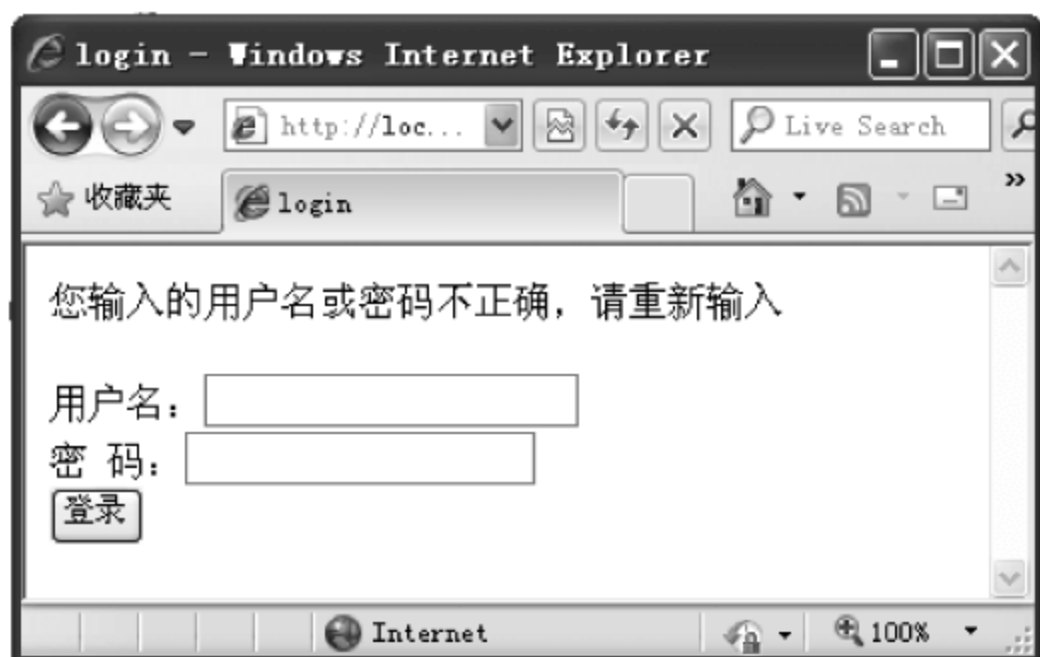 login - Windows Internet Explorer
http://loc...
Live Search
收藏夹
login
»
您输入的用户名或密码不正确，请重新输入
用户名：
密 码：
登录
Internet
100%